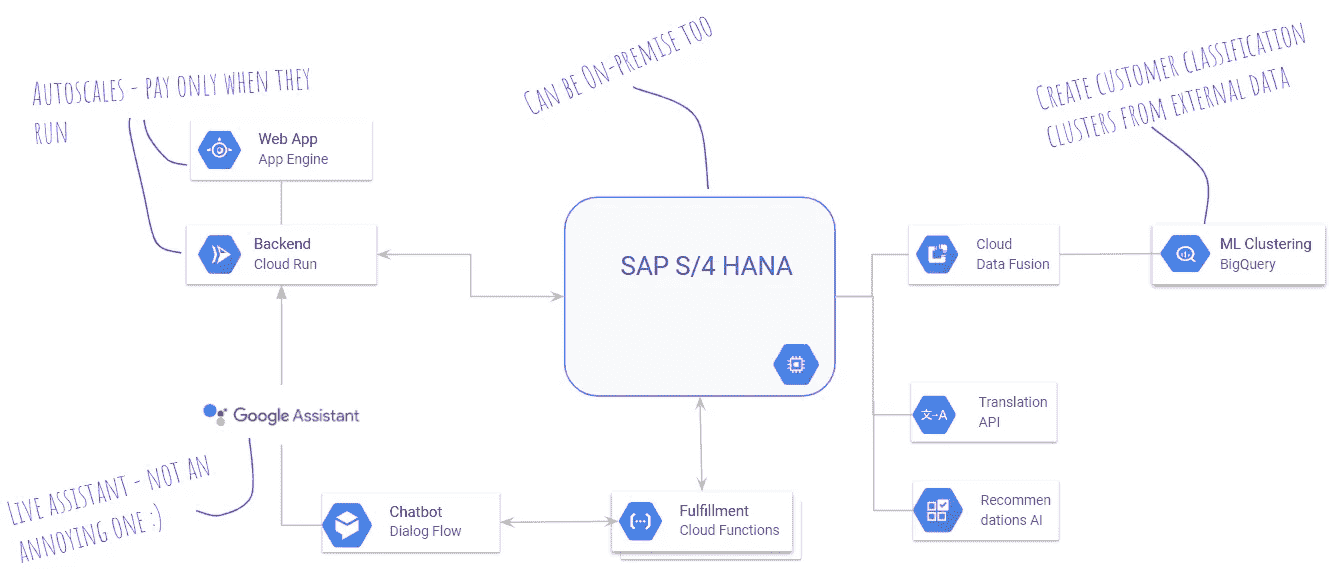 AUTOSCALES - PAY ONLY WHEN THEY
RUN
CAN BE ON-PREMISE TOO
CREATE CUSTOMER CLASSIFICATION
CLUSTERS FROM EXTERNAL DATA
Web App
App Engine
Backend
Cloud Run
SAP S/4 HANA
Cloud
Data Fusion
ML Clustering
BigQuery
Google Assistant
Translation
API
文→A
LIVE ASSISTANT - NOT AN
ANNOYING ONE :)
Chatbot
Dialog Flow
Fulfillment
Cloud Functions
Recommen
dations AI